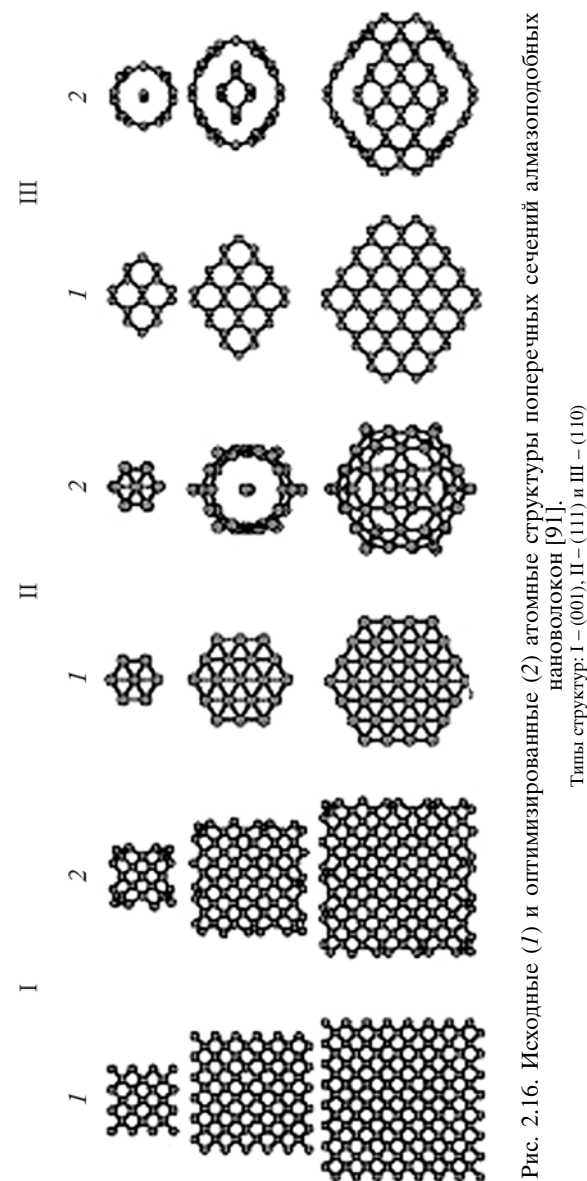 I II III
1 2 1 2 1 2
Рис. 2.16. Исходные (1) и оптимизированные (2) атомные структуры поперечных сечений алмазоподобных
нановолокон [91].
Типы структур: I – (001), II – (111) и III – (110)